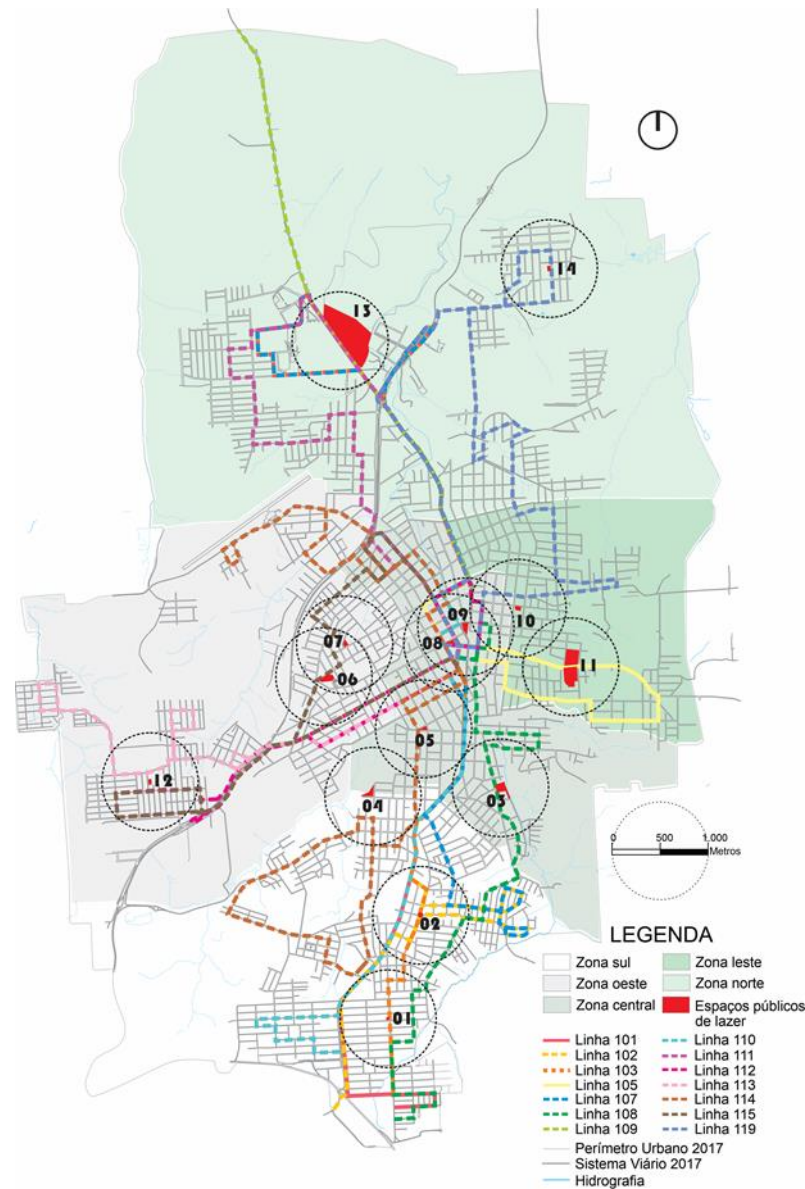 14
13
10
09
07
08
11
06
05
12
04
03
0 500 1.000
Metros
02
01
LEGENDA
Zona sul
Zona leste
Zona oeste
Zona norte
Zona central
Espaços públicos
de lazer
Linha 101
Linha 110
Linha 102
Linha 111
Linha 103
Linha 112
Linha 105
Linha 113
Linha 107
Linha 114
Linha 108
Linha 115
Linha 109
Linha 119
Perímetro Urbano 2017
Sistema Viário 2017
Hidrografia